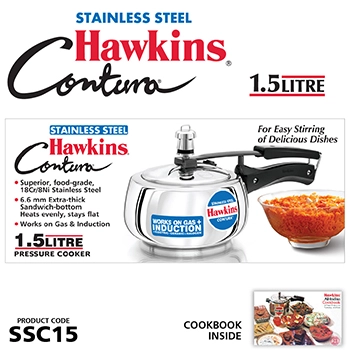 STAINLESS STEEL
Hawkins
Contura®
1.5 LITRE
STAINLESS STEEL
Hawkins
Contura®
• Superior, food-grade,
18Cr/8Ni Stainless Steel
• 6.6 mm Extra-thick
Sandwich-bottom
Heats evenly, stays flat
• Works on Gas & Induction
1.5 LITRE
PRESSURE COOKER
For Easy Stirring
of Delicious Dishes
WORKS ON GAS +
INDUCTION
STAINLESS STEEL
Hawkins
PRODUCT CODE
SSC15
COOKBOOK
INSIDE
Hawkins
Cookbook